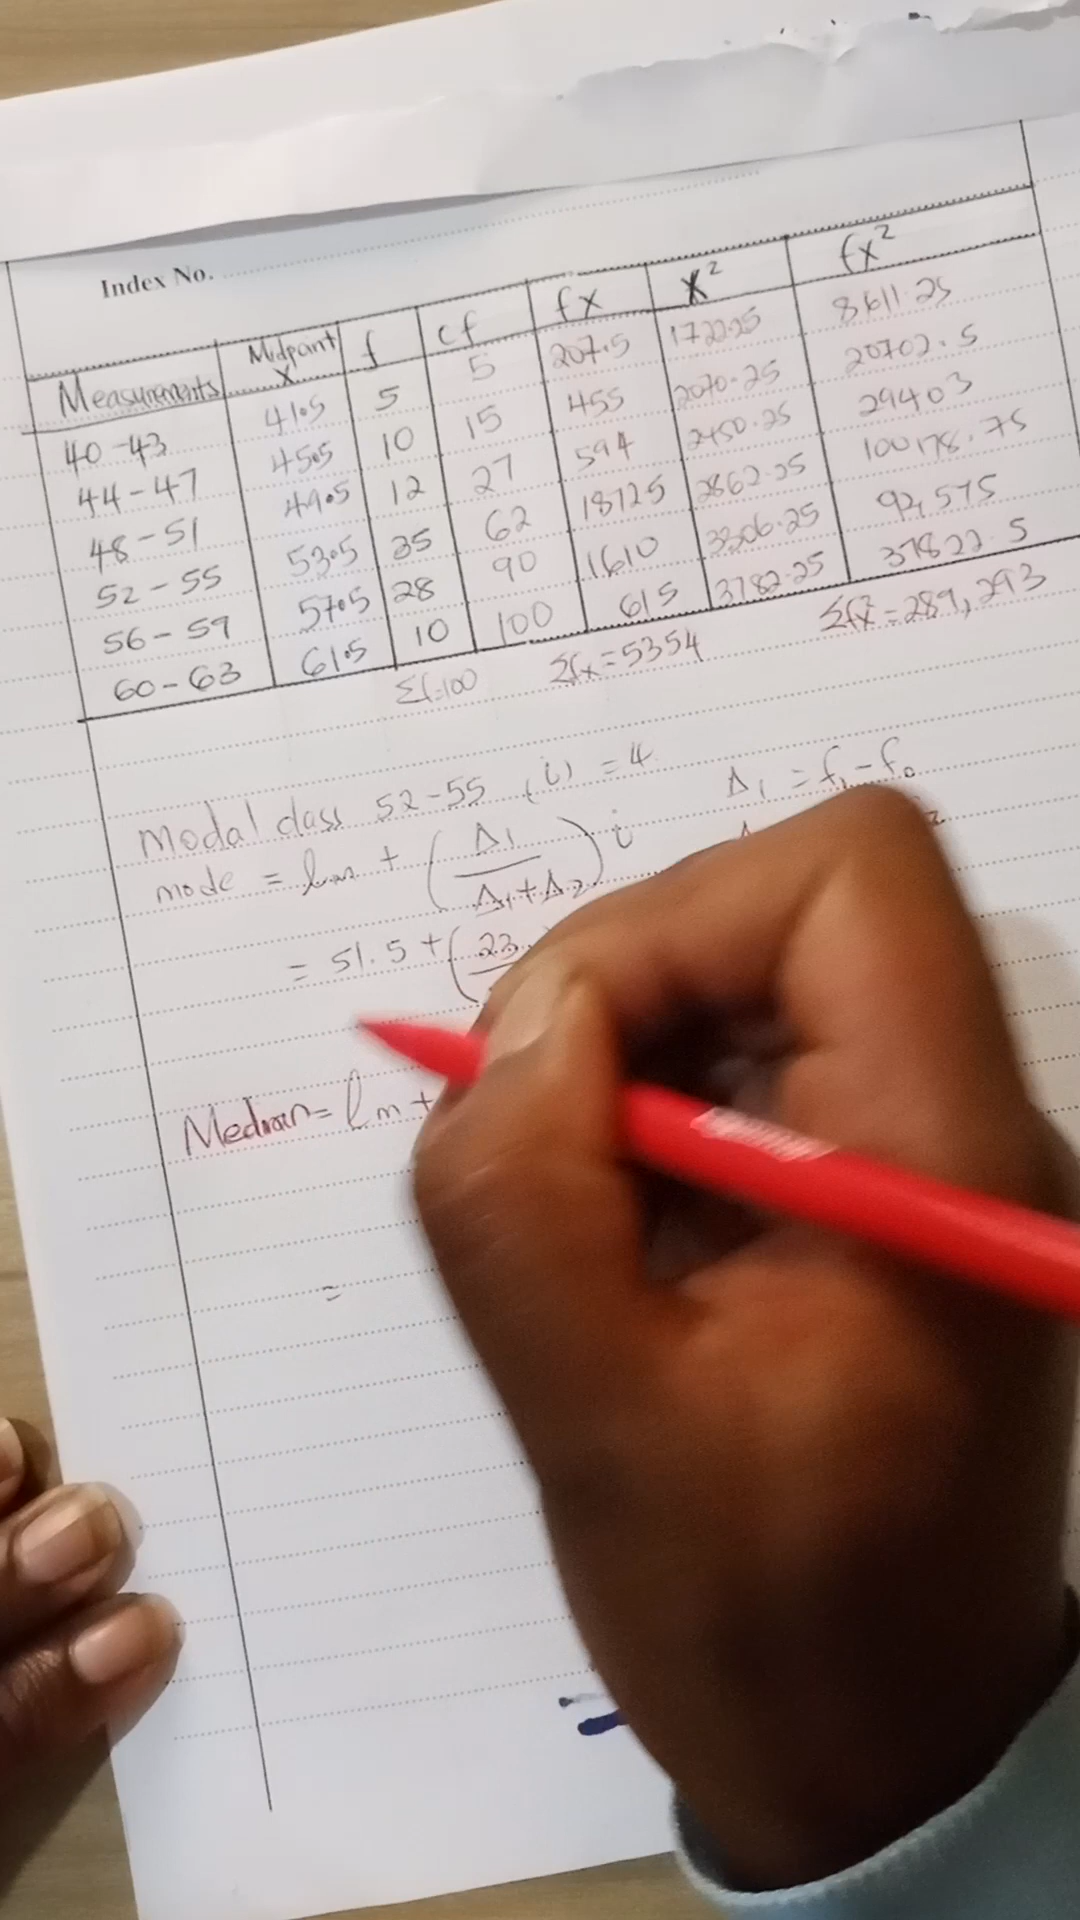 Index No.
Measurements Midpoint x f cf fx x² fx²
40-43 41.5 5 5 207.5 1722.25 8611.25
44-47 45.5 10 15 455 2070.25 20702.5
48-51 49.5 12 27 594 2450.25 29403
52-55 53.5 35 62 18725 2862.25 100178.75
56-59 57.5 28 90 1610 3306.25 92,575
60-63 61.5 10 100 615 3782.25 37822.5
Σf=100 Σfx=5354 Σfx²=289,293
Modal class 52-55 (i) = 4 Δ₁ = f₁-f₀
mode = lm + (Δ₁/Δ₁+Δ₂) i
= 51.5 + (23
Median = lm +
=